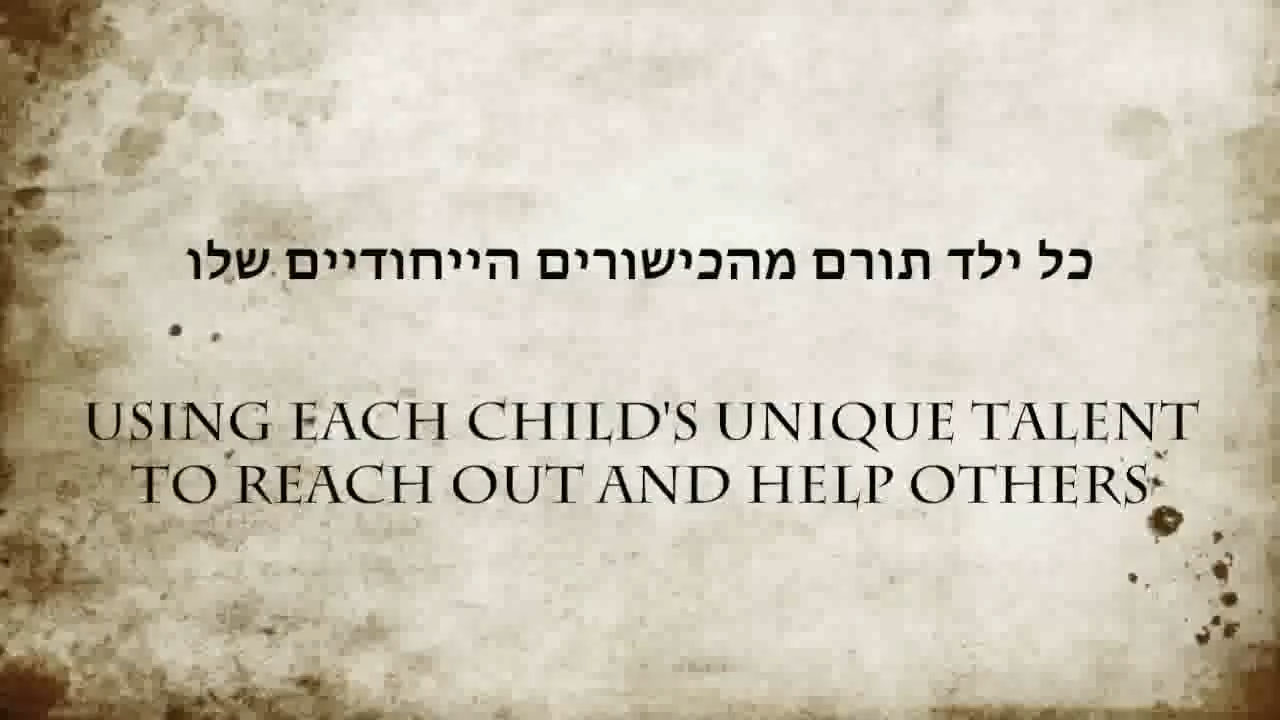 כל ילד תורם מהכישורים הייחודיים שלו
USING EACH CHILD'S UNIQUE TALENT
TO REACH OUT AND HELP OTHERS